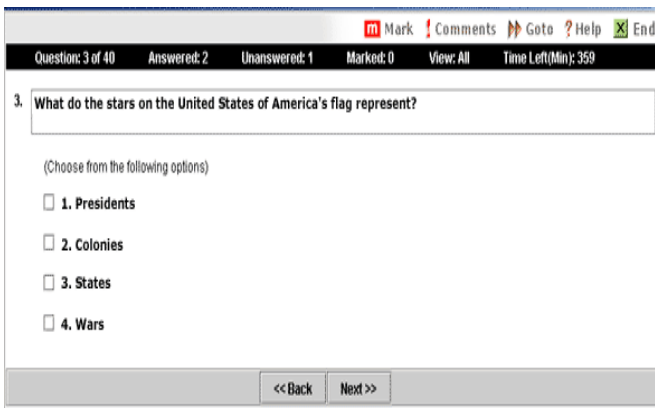 m Mark ! Comments Goto ? Help X End
Question: 3 of 40 Answered: 2 Unanswered: 1 Marked: 0 View: All Time Left(Min): 359
3. What do the stars on the United States of America's flag represent?
(Choose from the following options)
1. Presidents
2. Colonies
3. States
4. Wars
<< Back Next >>